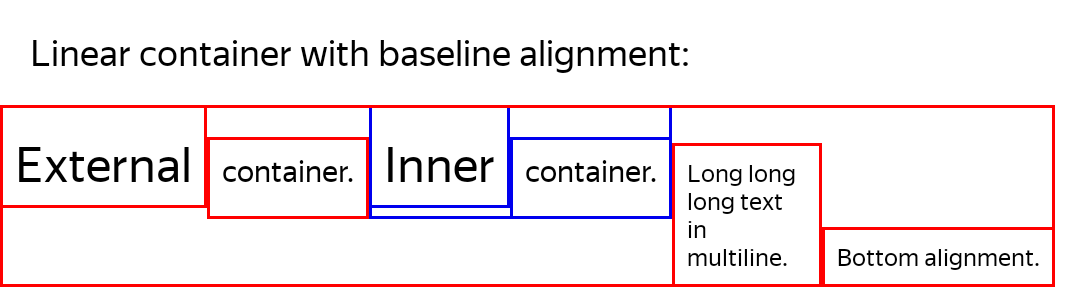 Linear container with baseline alignment:
External container. Inner container. Long long
long text
in
multiline.
Bottom alignment.